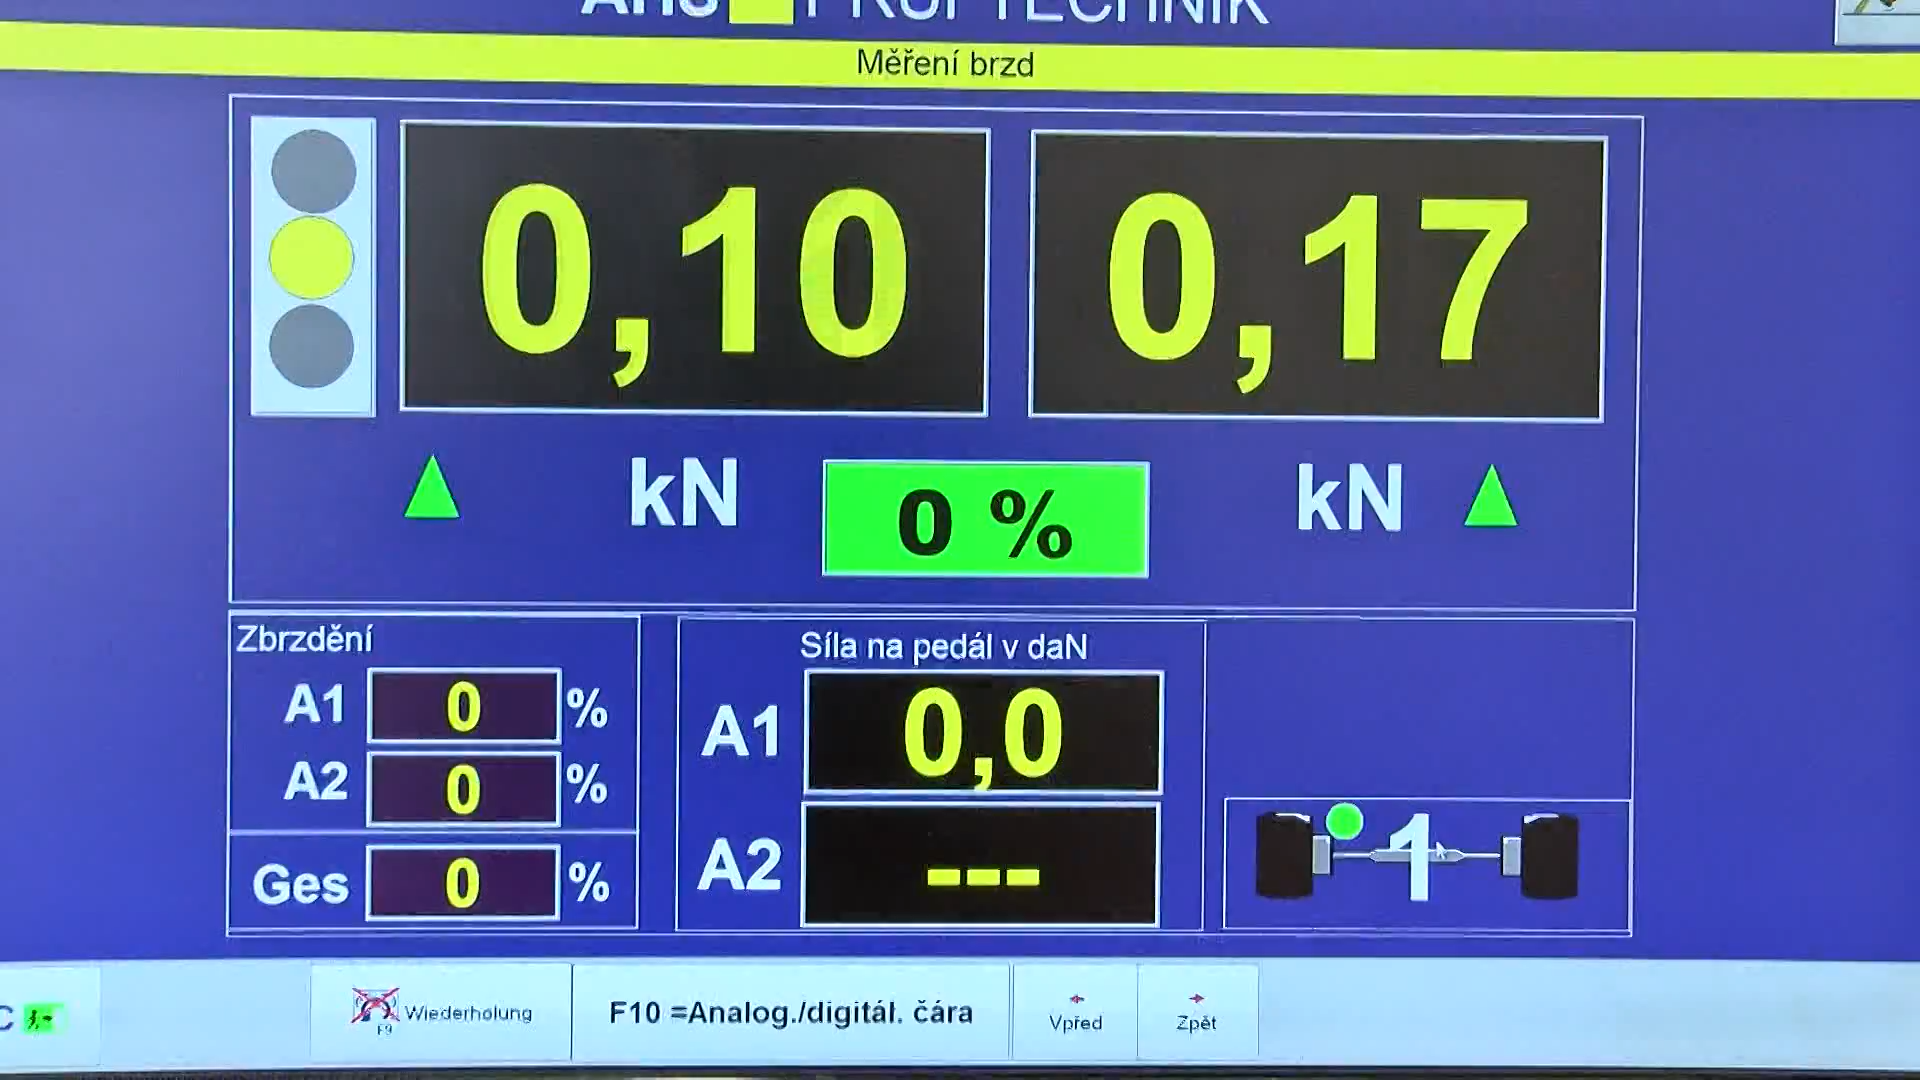 PRÜFTECHNIK
Měření brzd
0,10
0,17
kN
0 %
kN
Zbrzdění
A1 0 %
A2 0 %
Ges 0 %
Síla na pedál v daN
A1 0,0
A2 ---
1
F9 Wiederholung
F10 =Analog./digitál. čára
Vpřed
Zpět